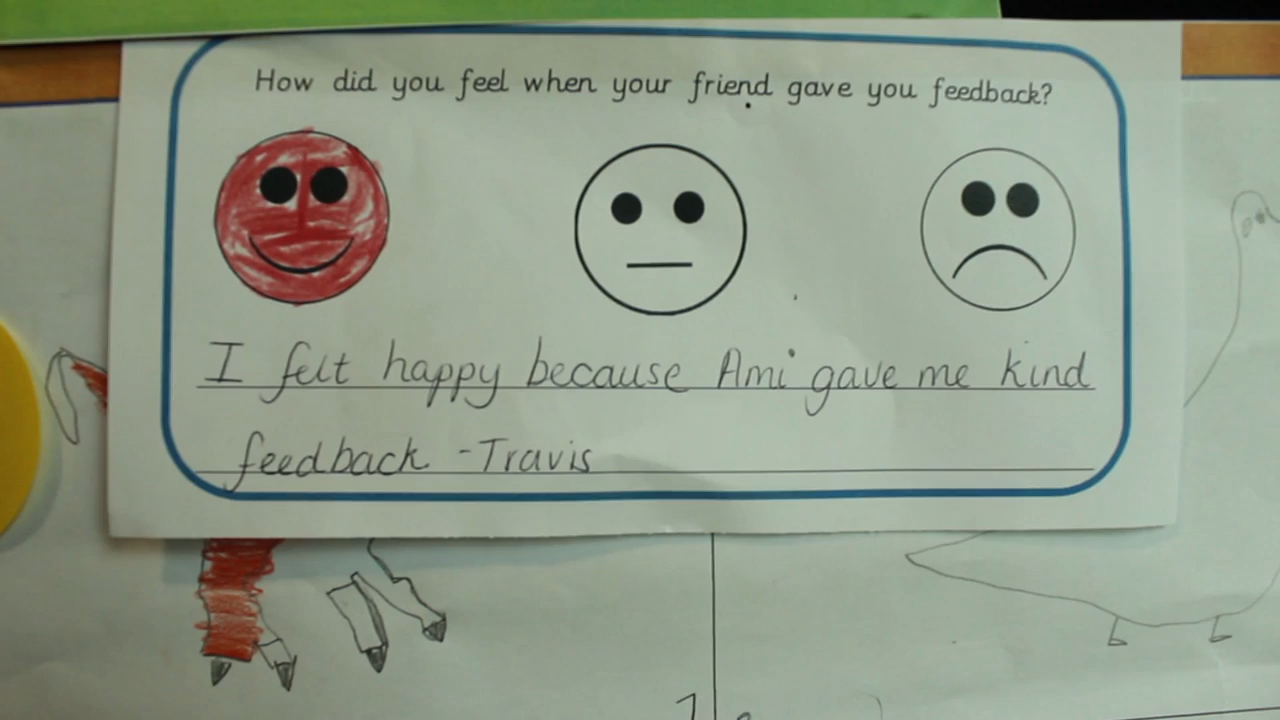 How did you feel when your friend gave you feedback?
I felt happy because Ami gave me kind
feedback -Travis